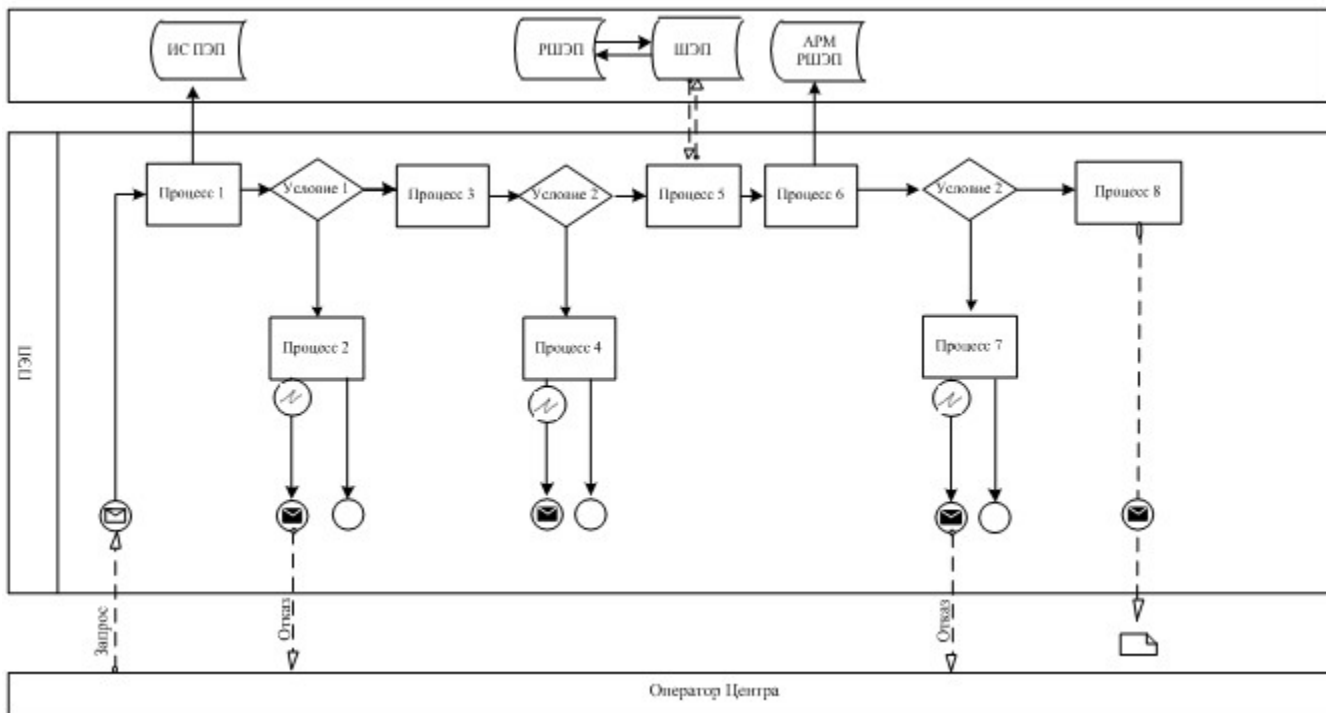 ИС ПЭП
РШЭП
ШЭП
АРМ
РШЭП
Процесс 1
Условие 1
Процесс 3
Условие 2
Процесс 5
Процесс 6
Условие 2
Процесс 8
Процесс 2
Процесс 4
Процесс 7
ПЭП
Запрос
Отказ
Отказ
Оператор Центра